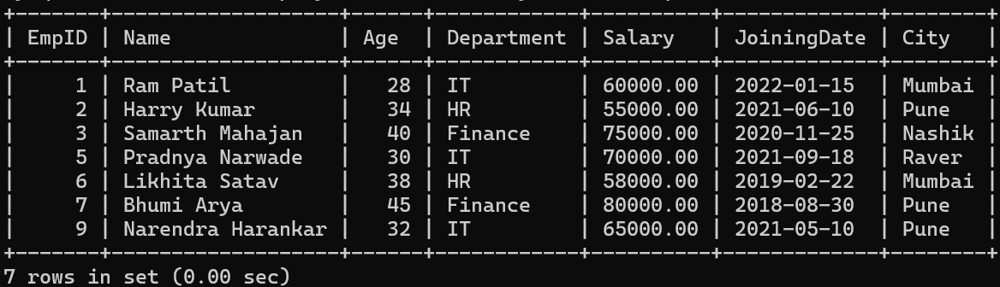 +-------+------------------+------+------------+----------+-------------+--------+
| EmpID | Name             | Age  | Department | Salary   | JoiningDate | City   |
+-------+------------------+------+------------+----------+-------------+--------+
|     1 | Ram Patil        |   28 | IT         | 60000.00 | 2022-01-15  | Mumbai |
|     2 | Harry Kumar      |   34 | HR         | 55000.00 | 2021-06-10  | Pune   |
|     3 | Samarth Mahajan  |   40 | Finance    | 75000.00 | 2020-11-25  | Nashik |
|     5 | Pradnya Narwade  |   30 | IT         | 70000.00 | 2021-09-18  | Raver  |
|     6 | Likhita Satav    |   38 | HR         | 58000.00 | 2019-02-22  | Mumbai |
|     7 | Bhumi Arya       |   45 | Finance    | 80000.00 | 2018-08-30  | Pune   |
|     9 | Narendra Harankar |   32 | IT         | 65000.00 | 2021-05-10  | Pune   |
+-------+------------------+------+------------+----------+-------------+--------+
7 rows in set (0.00 sec)